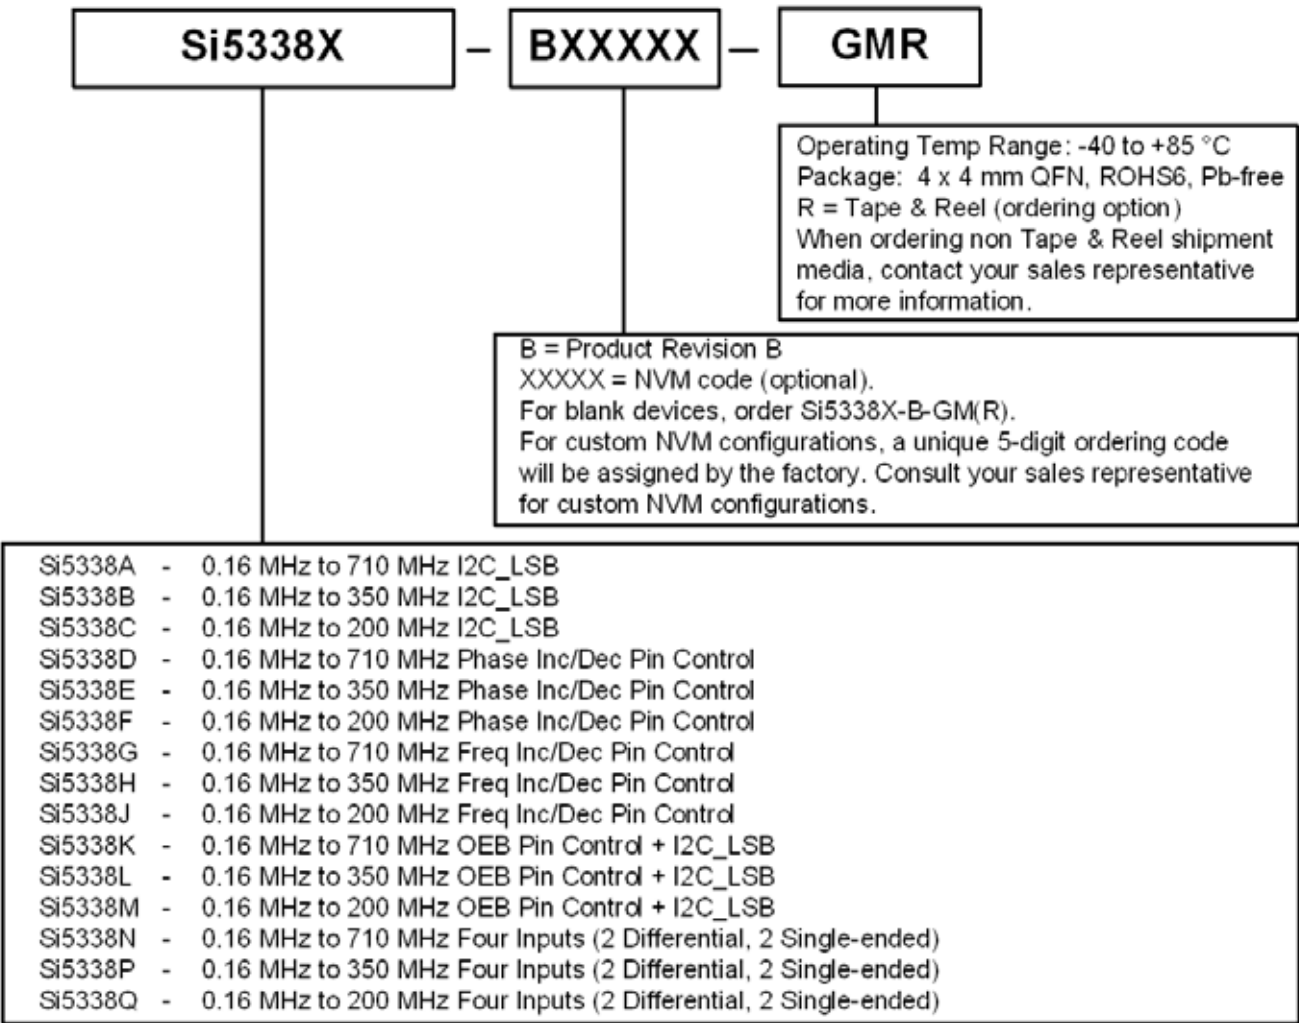 Si5338X – BXXXXX – GMR
Operating Temp Range: -40 to +85 °C
Package: 4 x 4 mm QFN, ROHS6, Pb-free
R = Tape & Reel (ordering option)
When ordering non Tape & Reel shipment
media, contact your sales representative
for more information.
B = Product Revision B
XXXXX = NVM code (optional).
For blank devices, order Si5338X-B-GM(R).
For custom NVM configurations, a unique 5-digit ordering code
will be assigned by the factory. Consult your sales representative
for custom NVM configurations.
Si5338A - 0.16 MHz to 710 MHz I2C_LSB
Si5338B - 0.16 MHz to 350 MHz I2C_LSB
Si5338C - 0.16 MHz to 200 MHz I2C_LSB
Si5338D - 0.16 MHz to 710 MHz Phase Inc/Dec Pin Control
Si5338E - 0.16 MHz to 350 MHz Phase Inc/Dec Pin Control
Si5338F - 0.16 MHz to 200 MHz Phase Inc/Dec Pin Control
Si5338G - 0.16 MHz to 710 MHz Freq Inc/Dec Pin Control
Si5338H - 0.16 MHz to 350 MHz Freq Inc/Dec Pin Control
Si5338J - 0.16 MHz to 200 MHz Freq Inc/Dec Pin Control
Si5338K - 0.16 MHz to 710 MHz OEB Pin Control + I2C_LSB
Si5338L - 0.16 MHz to 350 MHz OEB Pin Control + I2C_LSB
Si5338M - 0.16 MHz to 200 MHz OEB Pin Control + I2C_LSB
Si5338N - 0.16 MHz to 710 MHz Four Inputs (2 Differential, 2 Single-ended)
Si5338P - 0.16 MHz to 350 MHz Four Inputs (2 Differential, 2 Single-ended)
Si5338Q - 0.16 MHz to 200 MHz Four Inputs (2 Differential, 2 Single-ended)